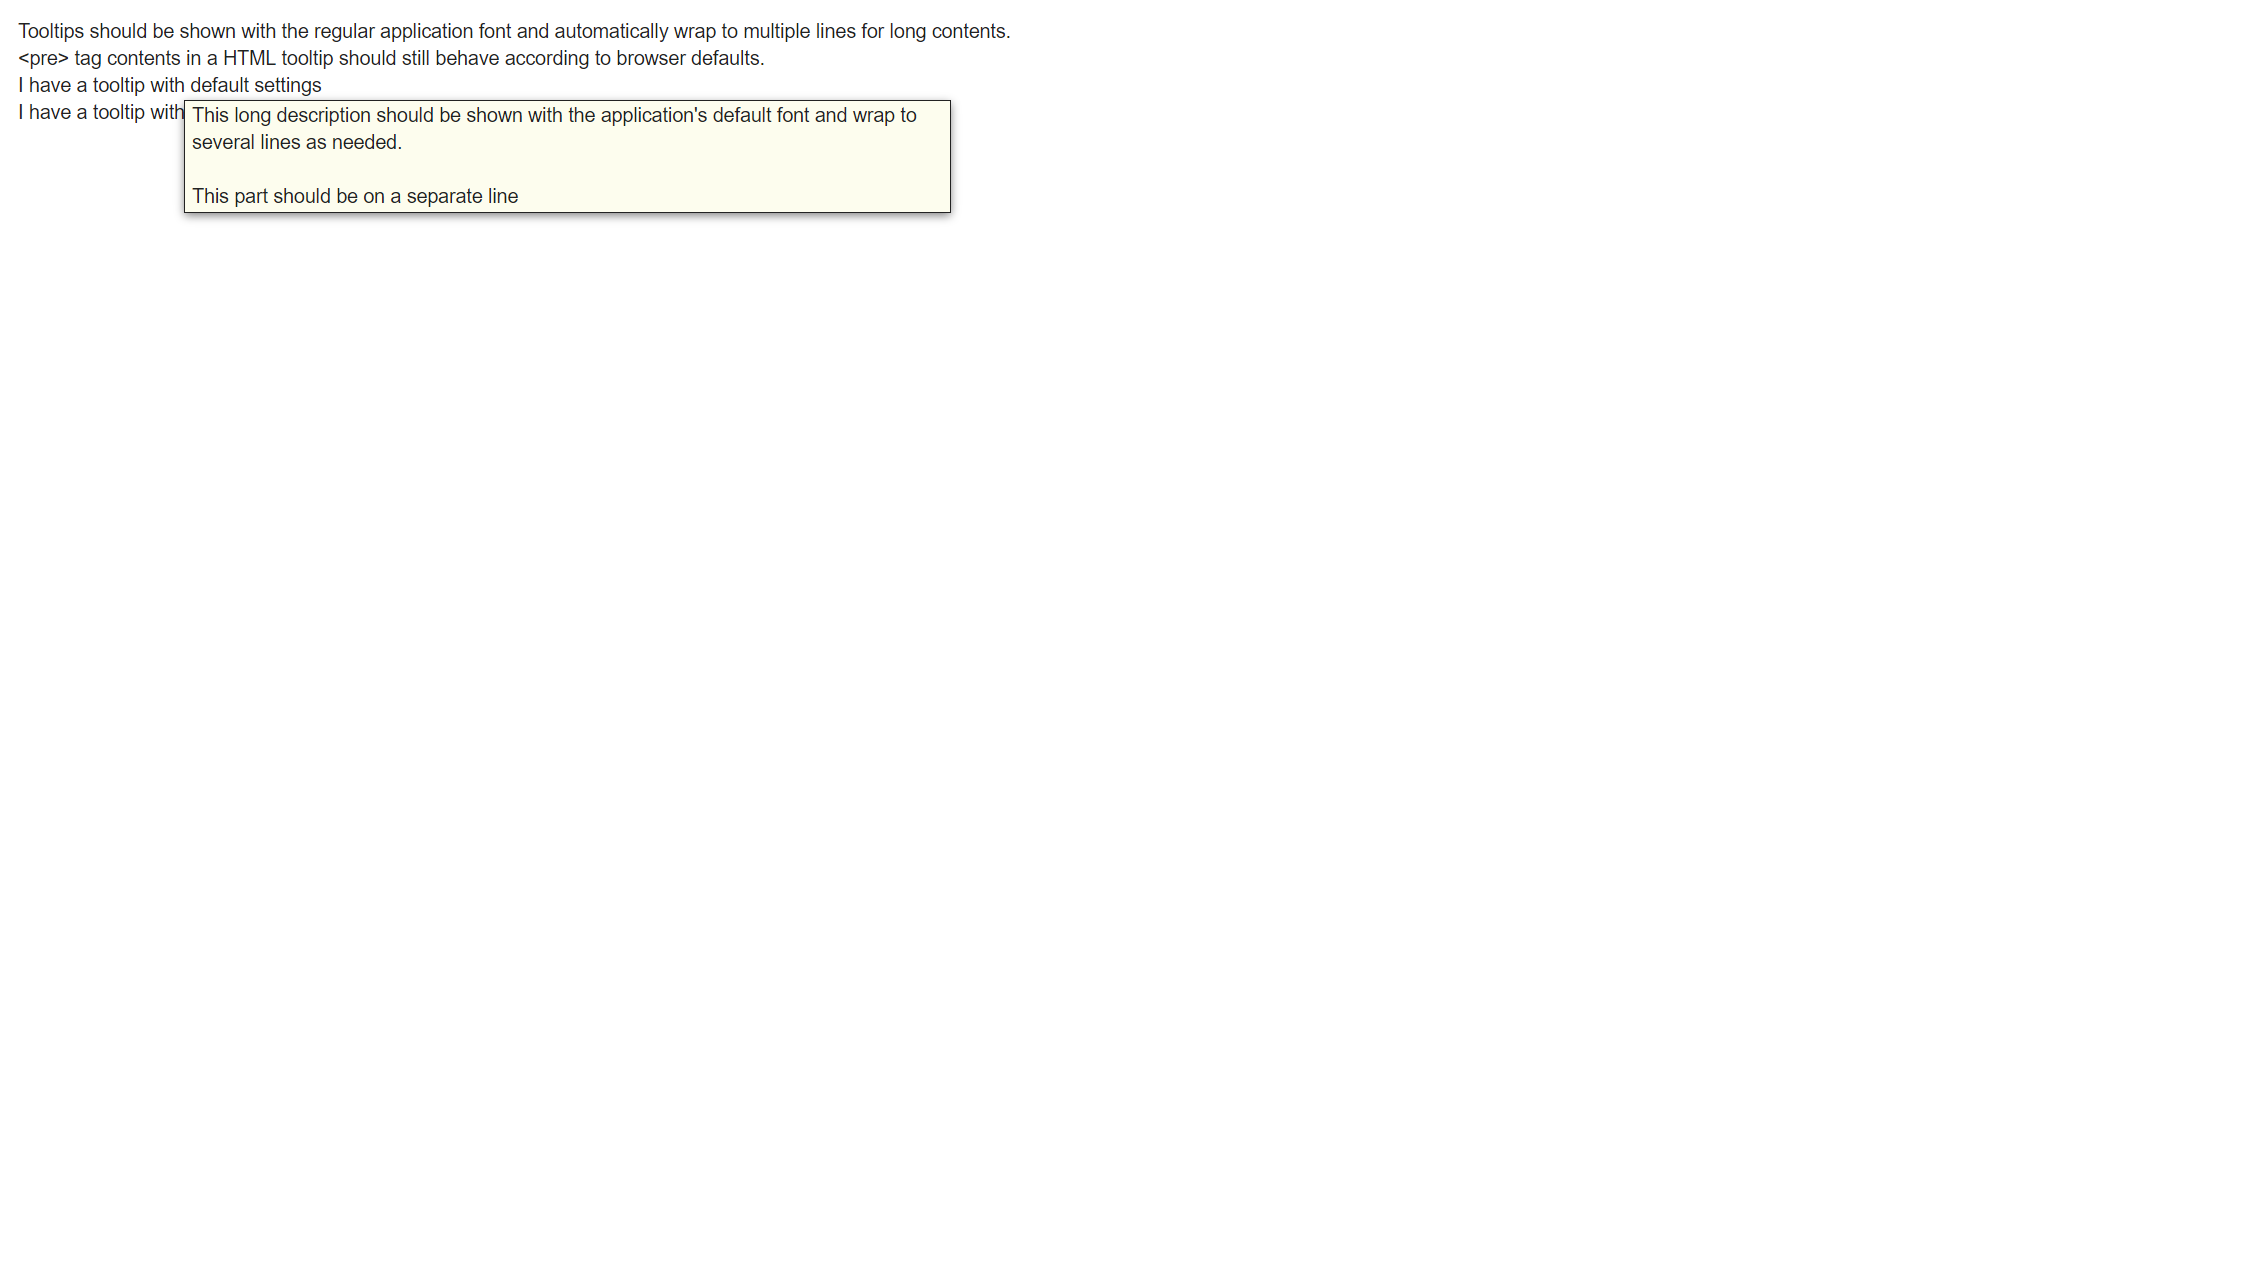 Tooltips should be shown with the regular application font and automatically wrap to multiple lines for long contents.
<pre> tag contents in a HTML tooltip should still behave according to browser defaults.
I have a tooltip with default settings
I have a tooltip with
This long description should be shown with the application's default font and wrap to
several lines as needed.
This part should be on a separate line